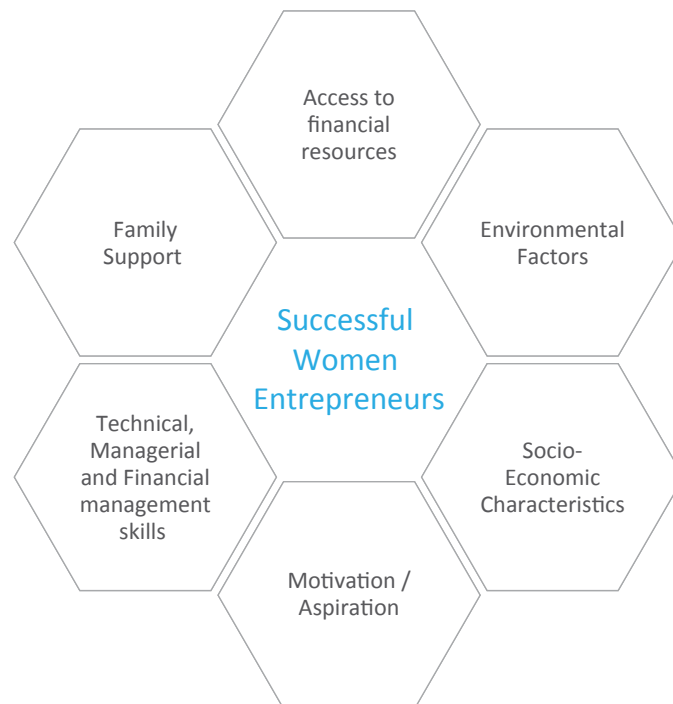 Access to
financial
resources
Family
Support
Environmental
Factors
Successful
Women
Entrepreneurs
Technical,
Managerial
and Financial
management
skills
Socio-
Economic
Characteristics
Motivation /
Aspiration